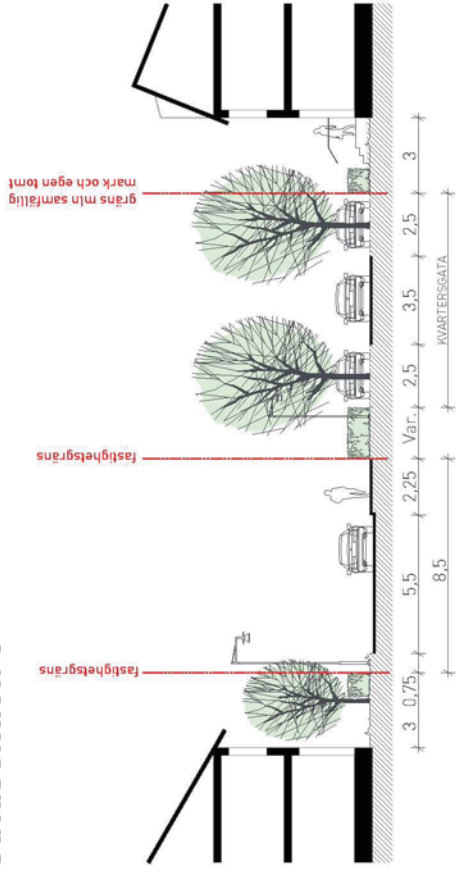 fastighetsgräns
fastighetsgräns
gräns mln samfällig
mark och egen tomt
3 0,75 5,5 2,25 Var. 2,5 3,5 2,5 3
8,5 KVARTERSGATA